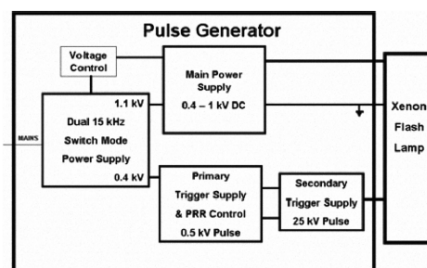 Pulse Generator
Voltage
Control
Main Power
Supply
0.4 – 1 kV DC
MAINS
1.1 kV
Dual 15 kHz
Switch Mode
Power Supply
0.4 kV
Primary
Trigger Supply
& PRR Control
0.5 kV Pulse
Secondary
Trigger Supply
25 kV Pulse
Xenon
Flash
Lamp